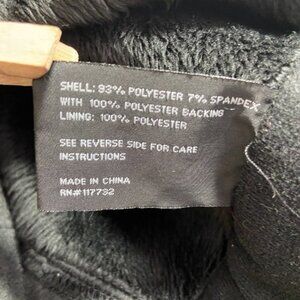 SHELL: 93% POLYESTER 7% SPANDEX
WITH 100% POLYESTER BACKING
LINING: 100% POLYESTER
SEE REVERSE SIDE FOR CARE
INSTRUCTIONS
MADE IN CHINA
RN#117792